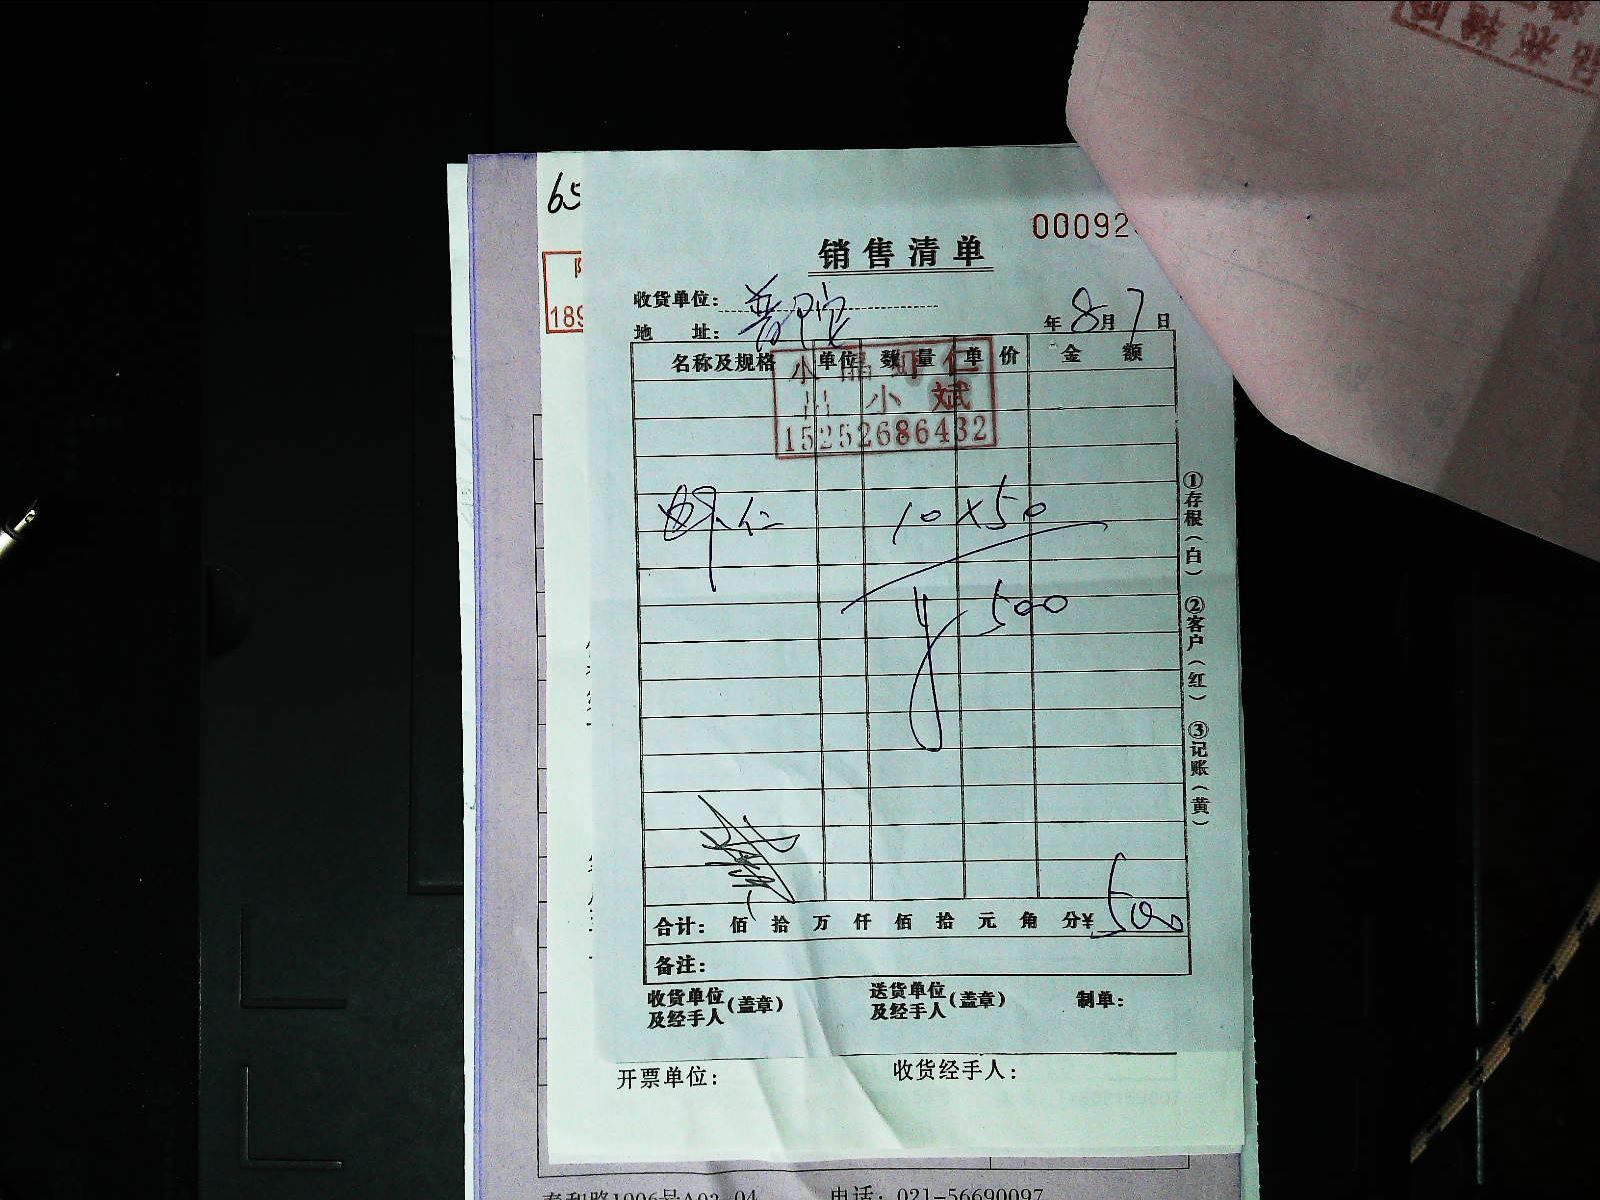 销售清单
收货单位：普陀
地 址：
年 8月 7日
名称及规格 单位 数量 单价 金额
小 晶 虾 仁
小 斌
15252686432
虾仁 10×50
¥500
合计： 佰 拾 万 仟 佰 拾 元 角 分¥ 500
备注：
收货单位及经手人（盖章） 送货单位及经手人（盖章） 制单：
①存根（白） ②客户（红） ③记账（黄）
开票单位： 收货经手人：
电话：021-56690097